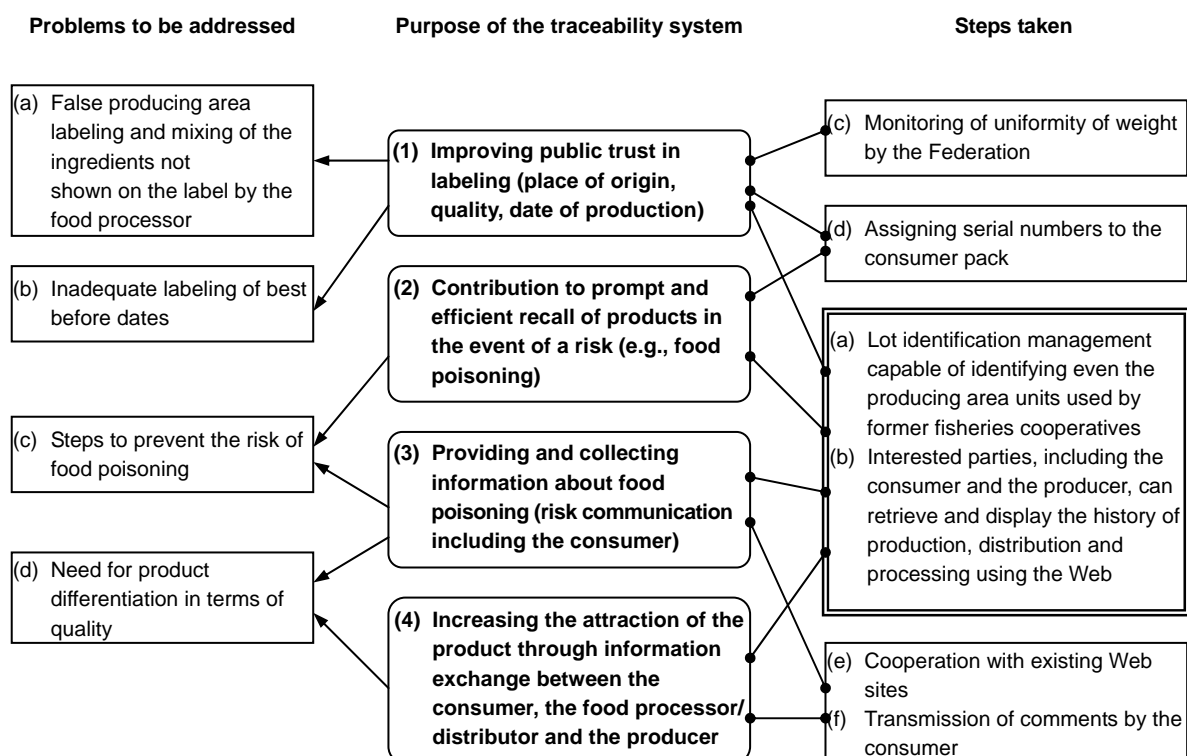 Problems to be addressed
Purpose of the traceability system
Steps taken
(a) False producing area
labeling and mixing of the
ingredients not
shown on the label by the
food processor
(b) Inadequate labeling of best
before dates
(c) Steps to prevent the risk of
food poisoning
(d) Need for product
differentiation in terms of
quality
(1) Improving public trust in
labeling (place of origin,
quality, date of production)
(2) Contribution to prompt and
efficient recall of products in
the event of a risk (e.g., food
poisoning)
(3) Providing and collecting
information about food
poisoning (risk communication
including the consumer)
(4) Increasing the attraction of the
product through information
exchange between the
consumer, the food processor/
distributor and the producer
(c) Monitoring of uniformity of weight
by the Federation
(d) Assigning serial numbers to the
consumer pack
(a) Lot identification management
capable of identifying even the
producing area units used by
former fisheries cooperatives
(b) Interested parties, including the
consumer and the producer, can
retrieve and display the history of
production, distribution and
processing using the Web
(e) Cooperation with existing Web
sites
(f) Transmission of comments by the
consumer